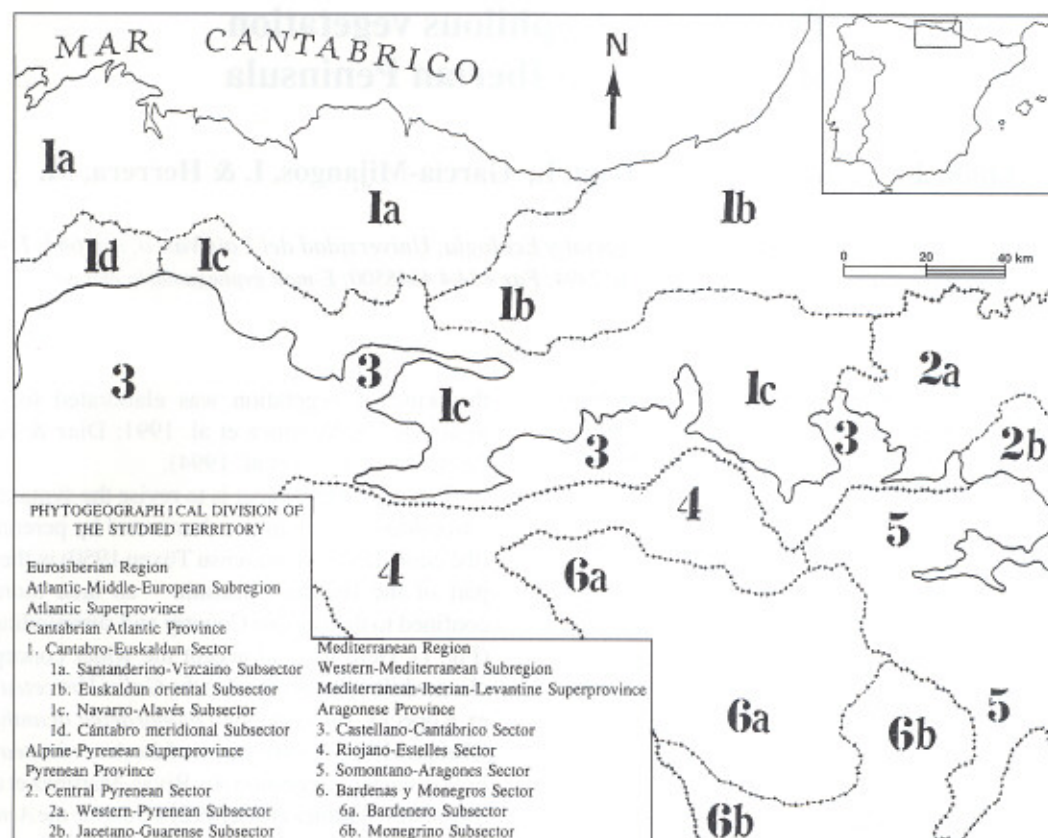 MAR CANTABRICO
N
1a
1a
1b
1d
1c
0 20 40 km
1b
3
3
1c
1c
2a
3
3
2b
4
5
4
6a
6a
6b
5
6b
PHYTOGEOGRAPHICAL DIVISION OF
THE STUDIED TERRITORY
Eurosiberian Region
Atlantic-Middle-European Subregion
Atlantic Superprovince
Cantabrian Atlantic Province
1. Cantabro-Euskaldun Sector
1a. Santanderino-Vizcaino Subsector
1b. Euskaldun oriental Subsector
1c. Navarro-Alavés Subsector
1d. Cántabro meridional Subsector
Alpine-Pyrenean Superprovince
Pyrenean Province
2. Central Pyrenean Sector
2a. Western-Pyrenean Subsector
2b. Jacetano-Guarense Subsector
Mediterranean Region
Western-Mediterranean Subregion
Mediterranean-Iberian-Levantine Superprovince
Aragonese Province
3. Castellano-Cantábrico Sector
4. Riojano-Estelles Sector
5. Somontano-Aragones Sector
6. Bardenas y Monegros Sector
6a. Bardenero Subsector
6b. Monegrino Subsector